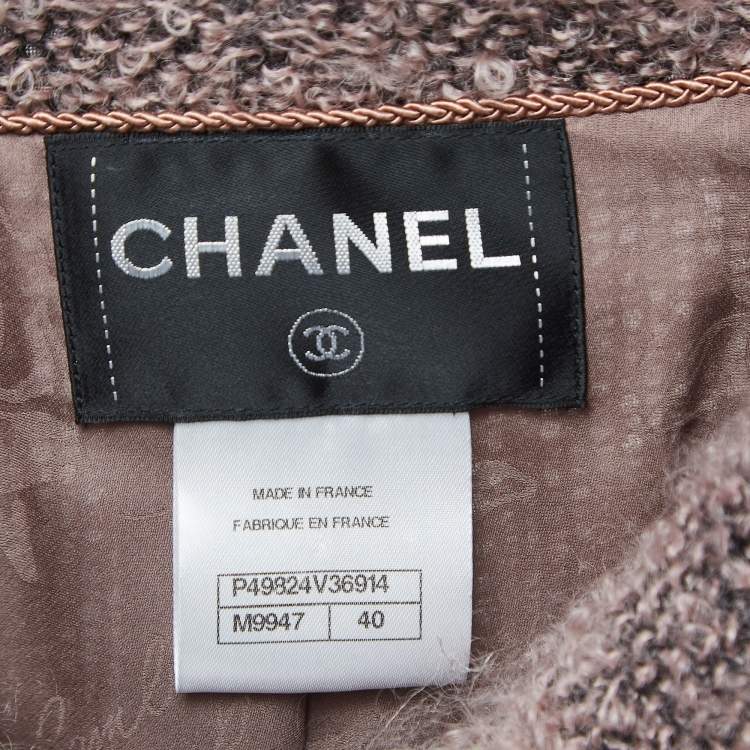 CHANEL
MADE IN FRANCE
FABRIQUE EN FRANCE
P49824V36914
M9947 40